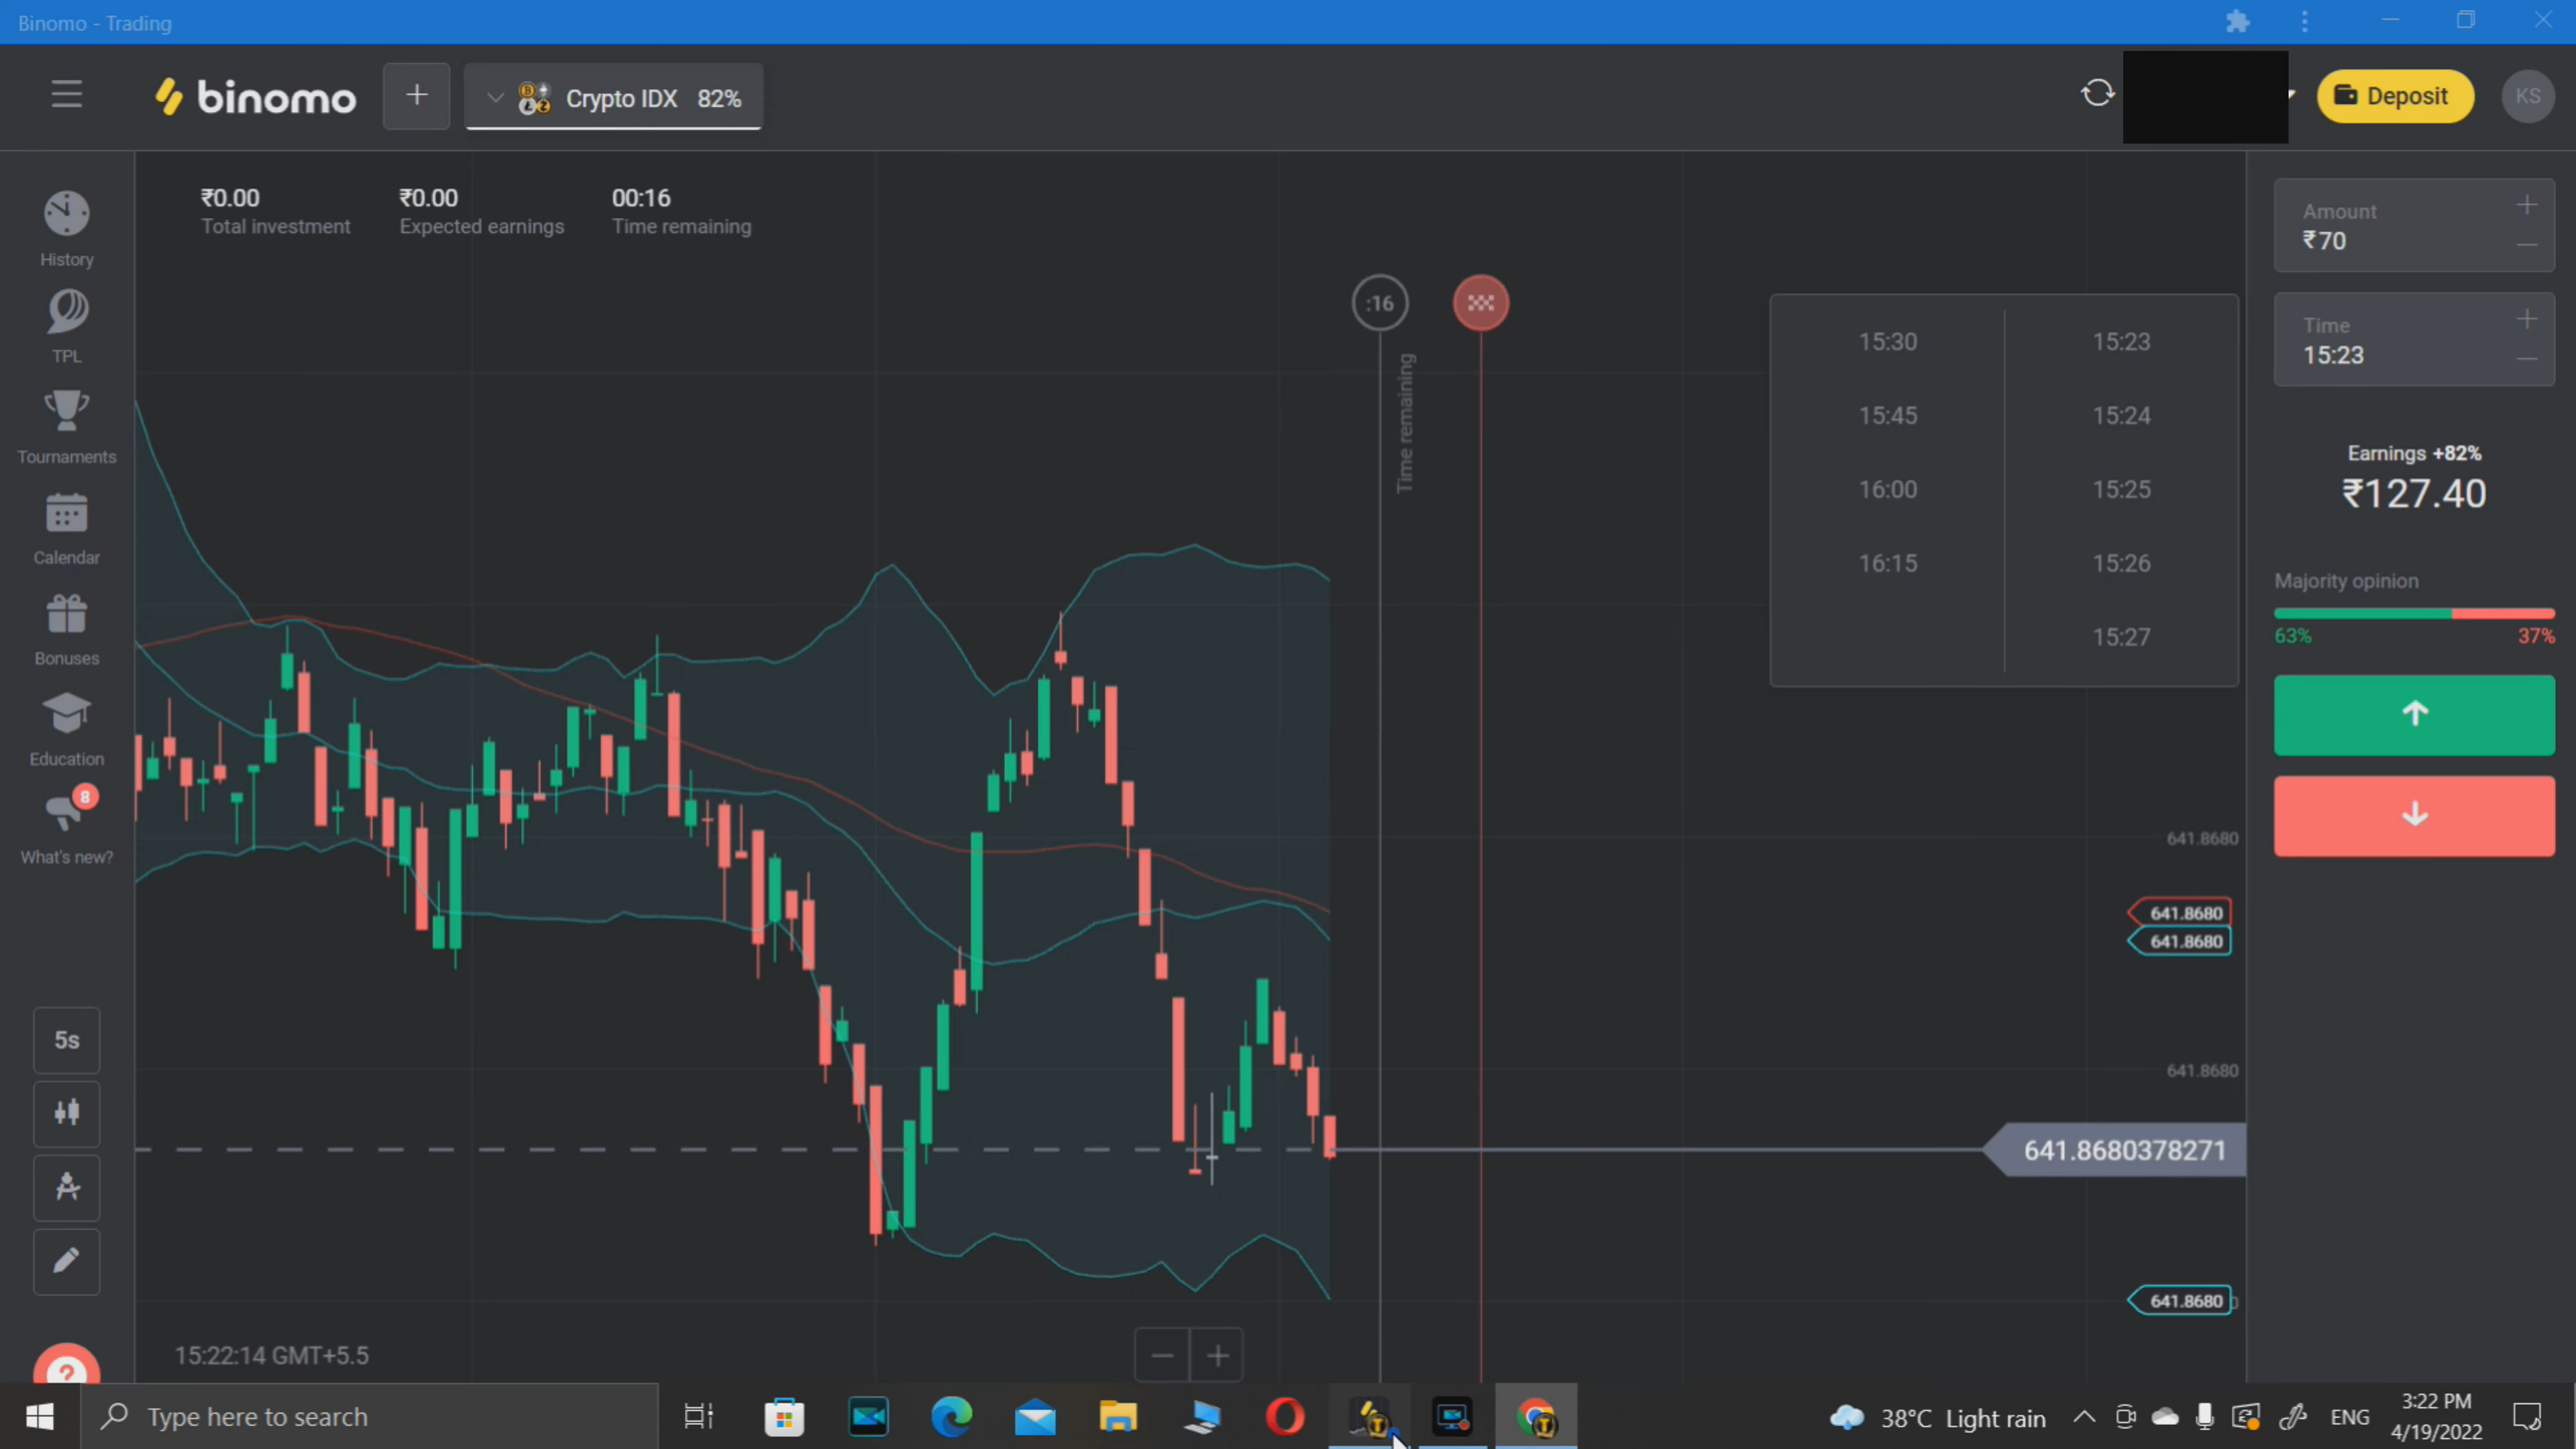 Binomo - Trading
binomo
+
Crypto IDX 82%
Deposit
KS
₹0.00
Total investment
₹0.00
Expected earnings
00:16
Time remaining
History
TPL
Tournaments
Calendar
Bonuses
Education
8
What's new?
5s
:16
Time remaining
15:30
15:45
16:00
16:15
15:23
15:24
15:25
15:26
15:27
Amount
₹70
Time
15:23
Earnings +82%
₹127.40
Majority opinion
63%
37%
641.8680
641.8680
641.8680
641.8680
641.8680378271
641.8680
15:22:14 GMT+5.5
?
Type here to search
38°C Light rain
ENG
3:22 PM
4/19/2022